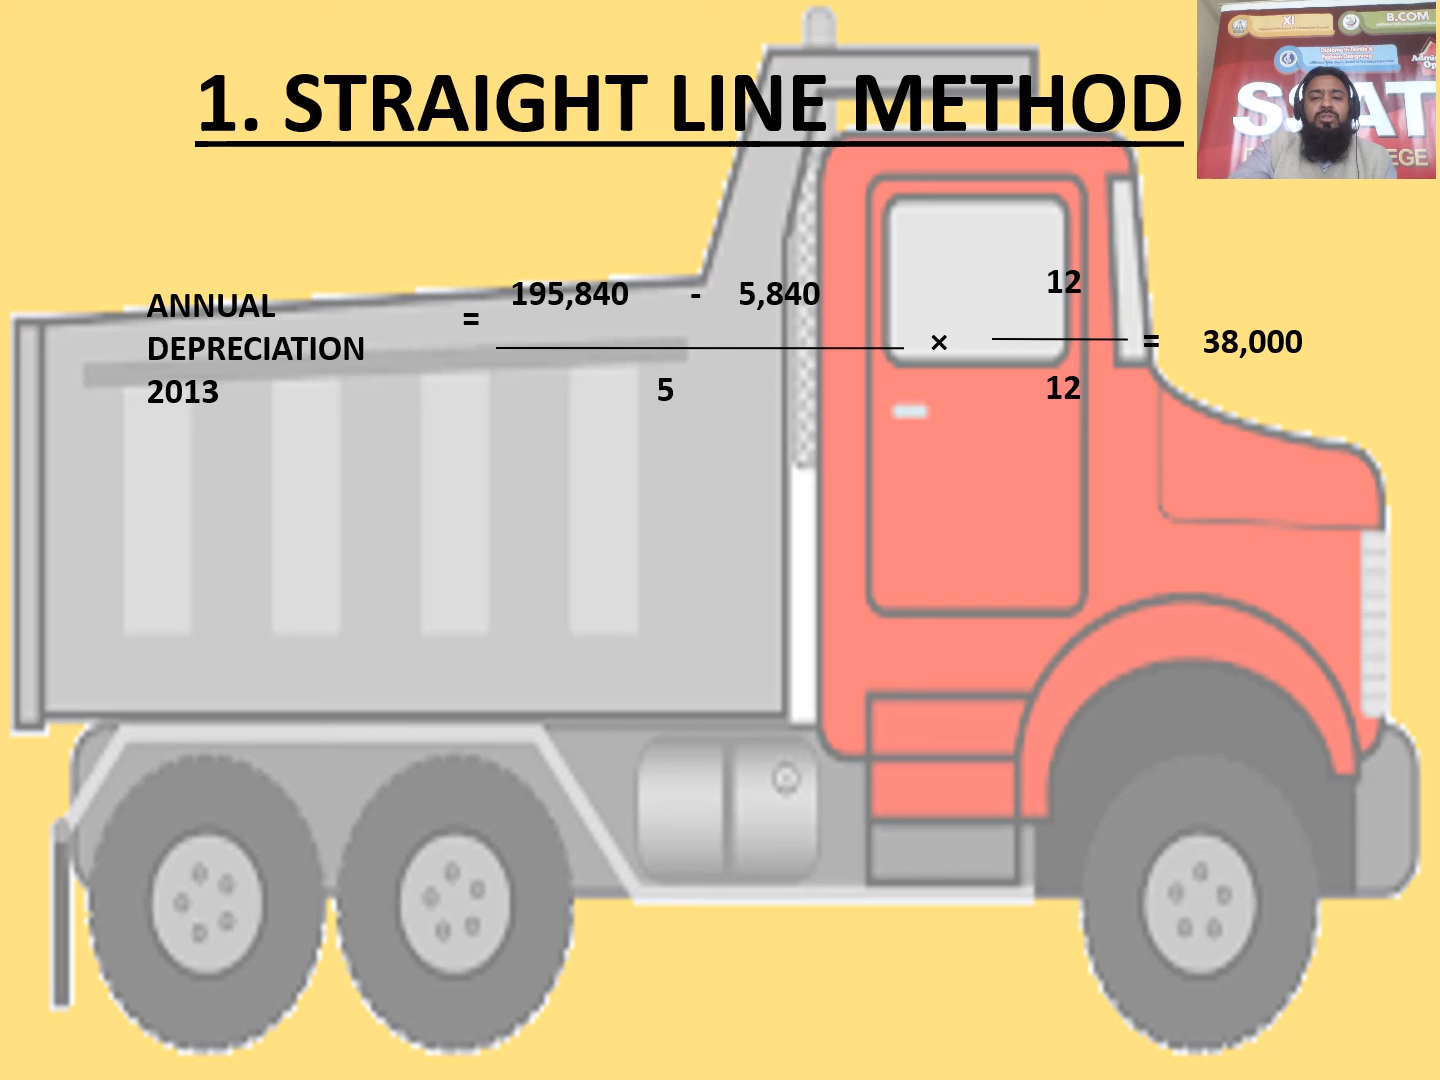 1. STRAIGHT LINE METHOD
XI
B.COM
ANNUAL
DEPRECIATION
2013
= 195,840 - 5,840 × 12 = 38,000
5 12